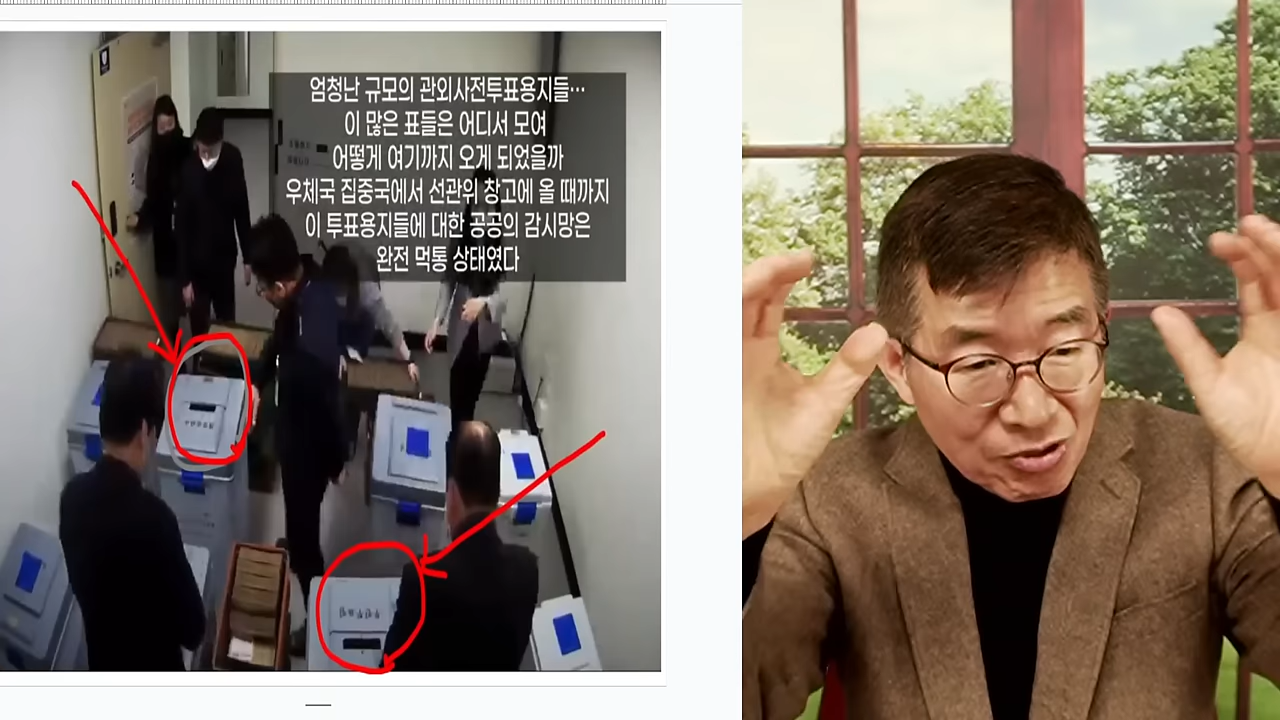 엄청난 규모의 관외사전투표용지들…
이 많은 표들은 어디서 모여
어떻게 여기까지 오게 되었을까
우체국 집중국에서 선관위 창고에 올 때까지
이 투표용지들에 대한 공공의 감시망은
완전 먹통 상태였다